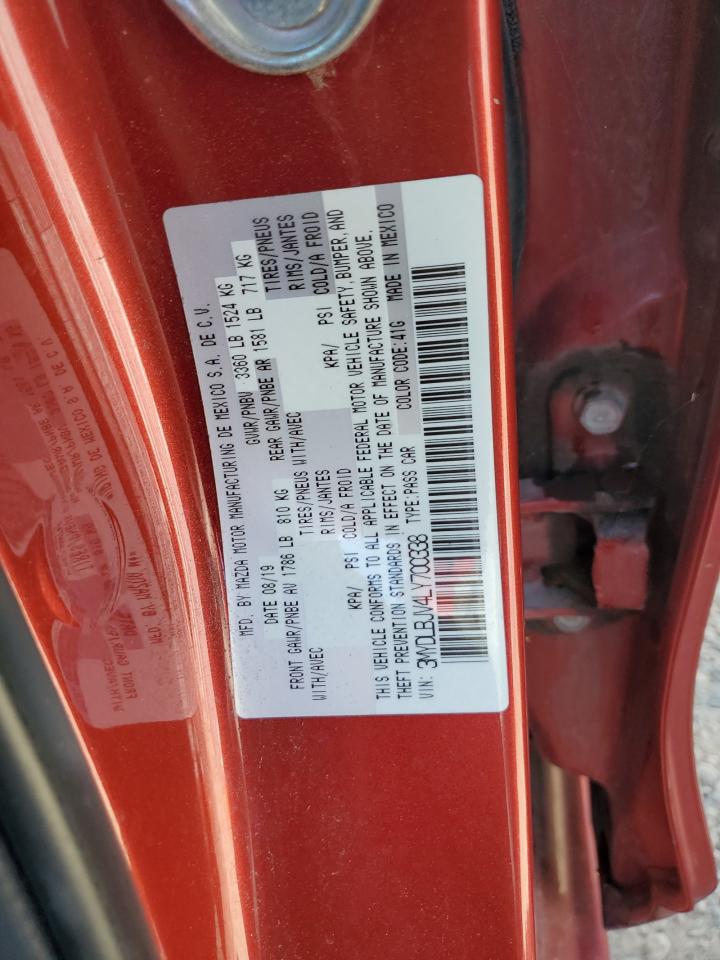 MFD. BY MAZDA MOTOR MANUFACTURING DE MEXICO S.A. DE C.V.
DATE 08/19 GVWR/PNBV 3360 LB 1524 KG
FRONT GAWR/PNBE AV 1786 LB 810 KG REAR GAWR/PNBE AR 1581 LB 717 KG
WITH/AVEC TIRES/PNEUS WITH/AVEC TIRES/PNEUS
RIMS/JANTES RIMS/JANTES
KPA/ PSI COLD/A FROID KPA/ PSI COLD/A FROID
THIS VEHICLE CONFORMS TO ALL APPLICABLE FEDERAL MOTOR VEHICLE SAFETY, BUMPER, AND
THEFT PREVENTION STANDARDS IN EFFECT ON THE DATE OF MANUFACTURE SHOWN ABOVE.
VIN: 3MYDLBJV4LY700338 TYPE:PASS CAR COLOR CODE:41G MADE IN MEXICO